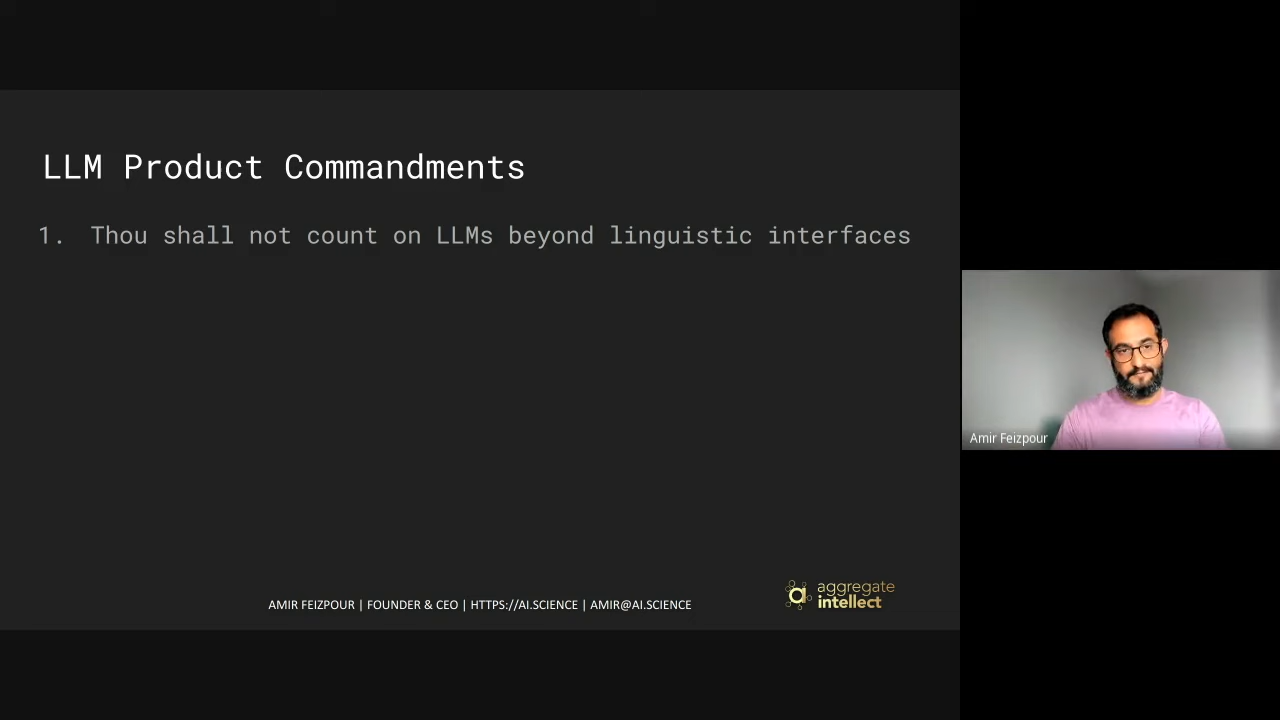 LLM Product Commandments
1. Thou shall not count on LLMs beyond linguistic interfaces
Amir Feizpour
AMIR FEIZPOUR | FOUNDER & CEO | HTTPS://AI.SCIENCE | AMIR@AI.SCIENCE
aggregate
intellect